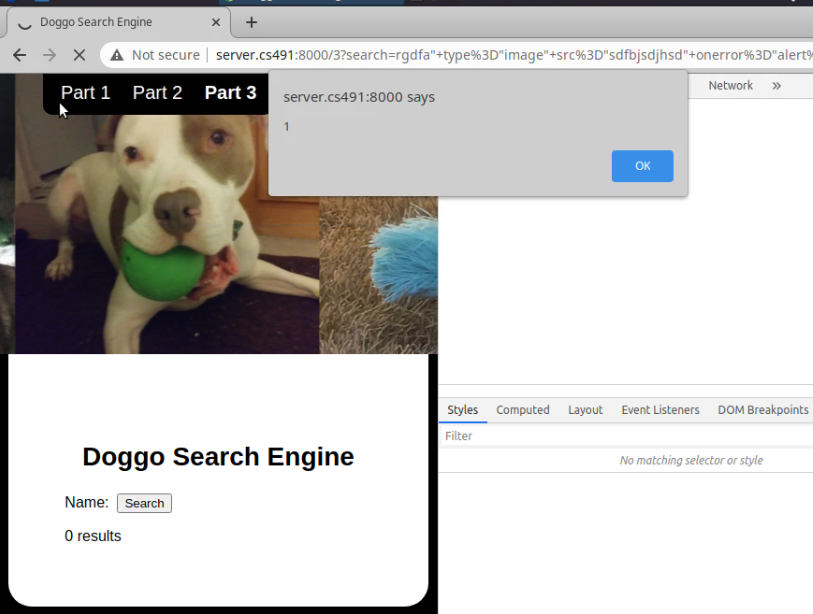 Doggo Search Engine
Not secure server.cs491:8000/3?search=rgdfa"+type%3D"image"+src%3D"sdfbjsdjhsd"+onerror%3D"alert%
Part 1 Part 2 Part 3
server.cs491:8000 says
1
OK
Network
Doggo Search Engine
Name: Search
0 results
Styles Computed Layout Event Listeners DOM Breakpoints
Filter
No matching selector or style